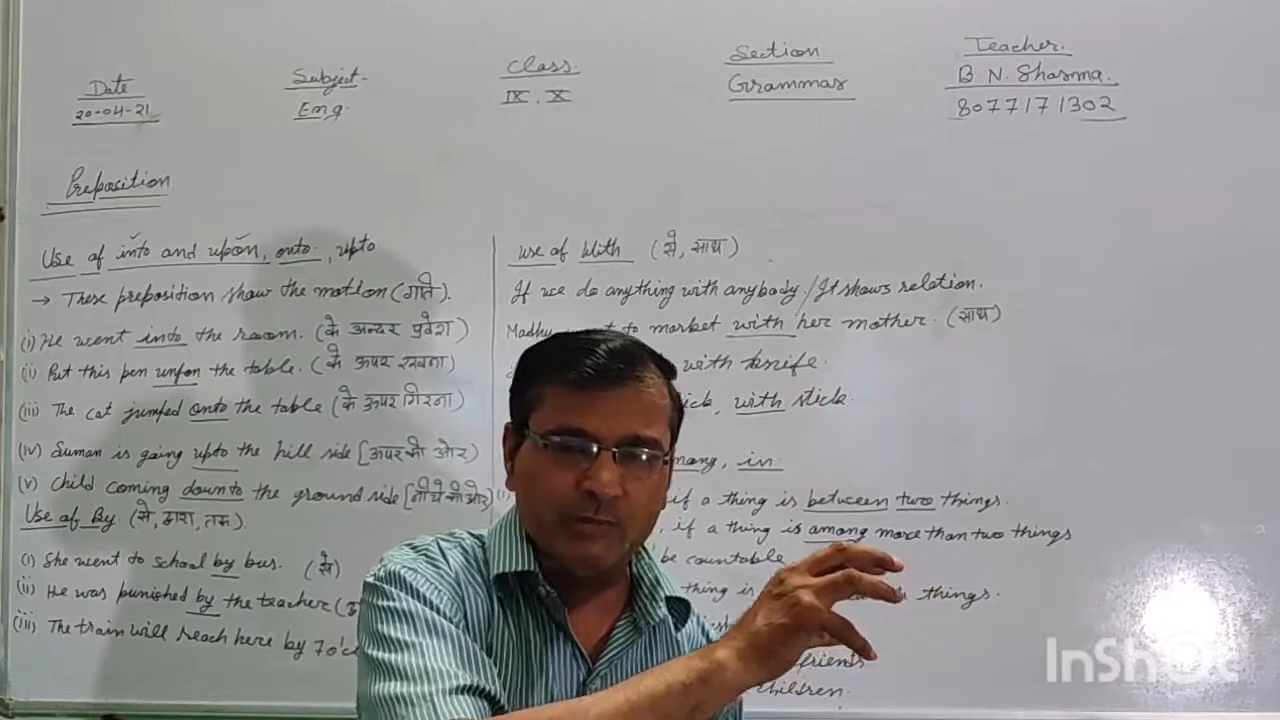 Date
20-04-21
Subject-
Eng.
Class.
IX. X
Section
Grammar
Teacher.
B N. Sharma.
8077171302
Preposition
Use of into and upon, onto, upto
→ These preposition show the motion (गति).
(i) He went into the room. (के अन्दर प्रवेश)
(ii) Put this pen unpon the table. (के ऊपर रखना)
(iii) The cat jumped onto the table (के ऊपर गिरना)
(iv) Suman is going upto the hill side [ऊपर की ओर)
(v) Child coming downto the ground side [नीचे की ओर)
Use of By (से, द्वारा, तक).
(i) She went to school by bus. (से)
(ii) He was punished by the teacher (
(iii) The train will reach here by 7o'c
use of With (से, साथ)
If we do anything with anybody./It shows relation.
Madhu to market with her mother. (साथ)
with knife.
with stick.
in
if a thing is between two things.
, if a thing is among more than two things
be countable
thing is things.
friends
children.
InShot